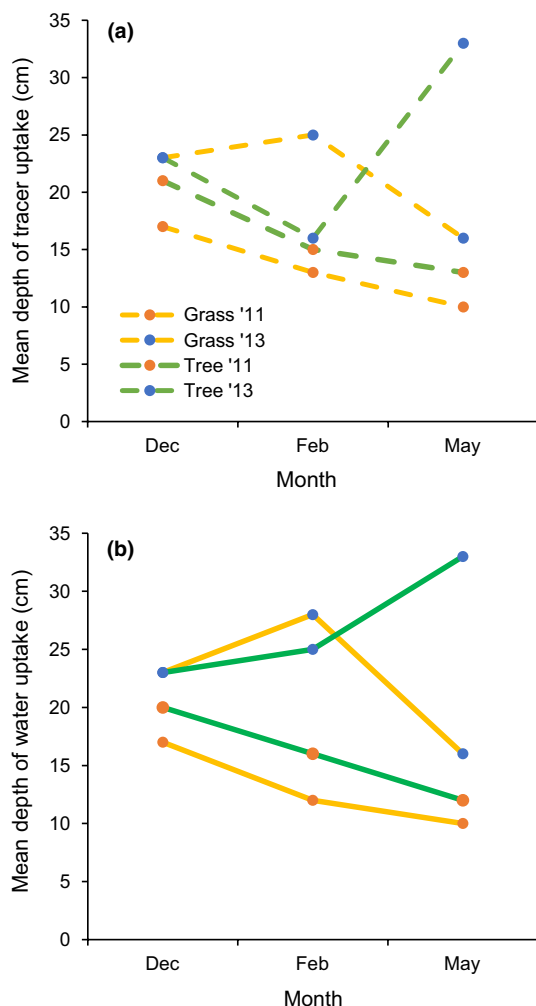 (a)
Mean depth of tracer uptake (cm)
35
30
25
20
15
10
5
0
Grass '11
Grass '13
Tree '11
Tree '13
Dec
Feb
May
Month
(b)
Mean depth of water uptake (cm)
35
30
25
20
15
10
5
0
Dec
Feb
May
Month